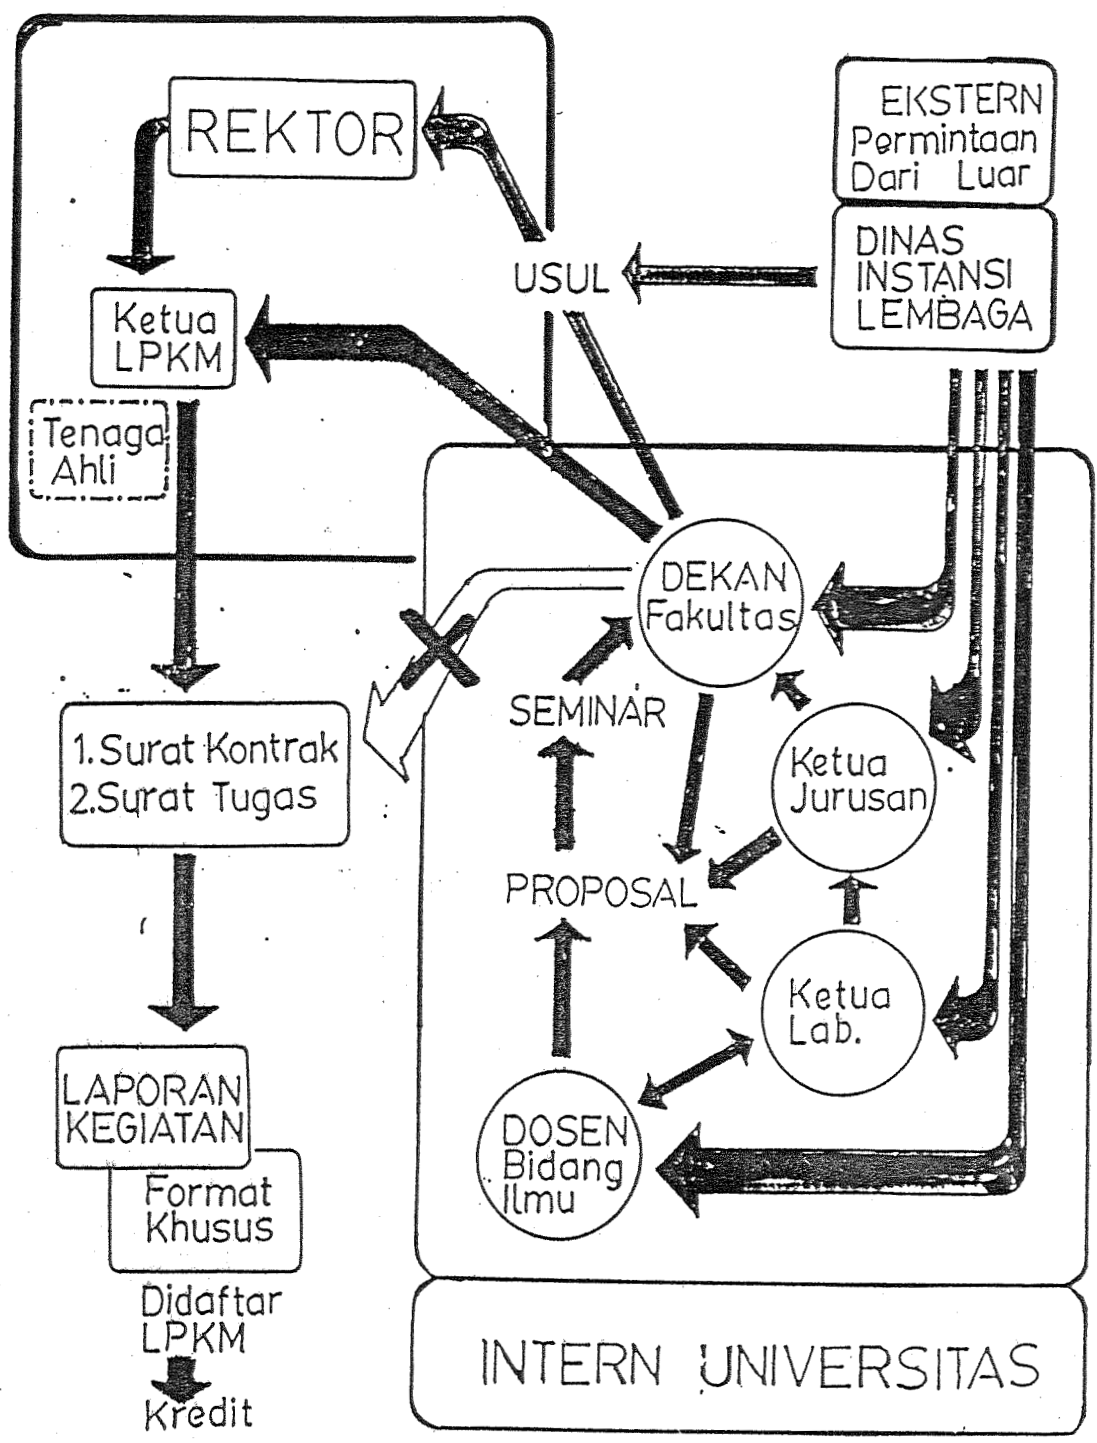 REKTOR
EKSTERN
Permintaan
Dari Luar
DINAS
INSTANSI
LEMBAGA
USUL
Ketua
LPKM
Tenaga
Ahli
DEKAN
Fakultas
SEMINAR
1.Surat Kontrak
2.Surat Tugas
Ketua
Jurusan
PROPOSAL
Ketua
Lab.
LAPORAN
KEGIATAN
DOSEN
Bidang
Ilmu
Format
Khusus
Didaftar
LPKM
Kredit
INTERN UNIVERSITAS